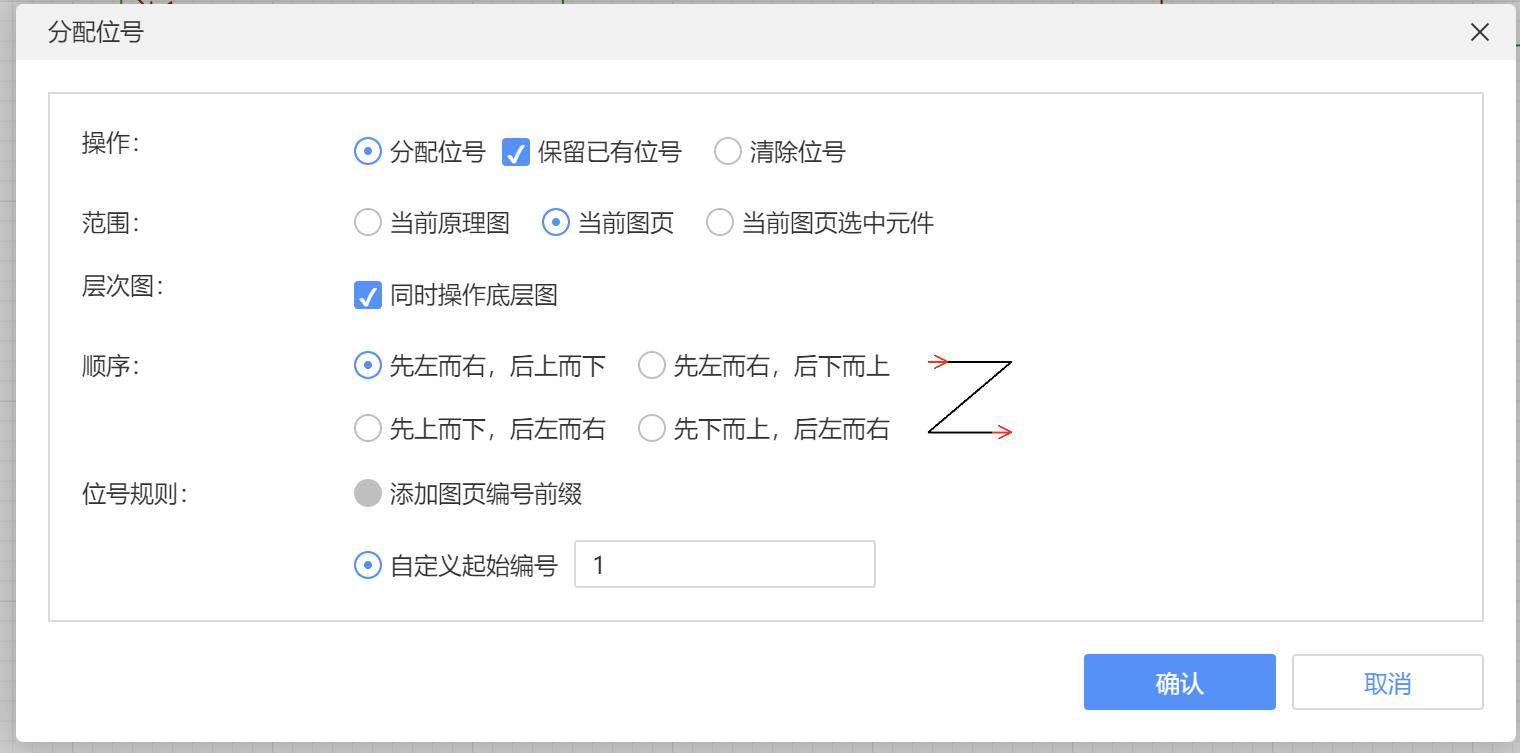 分配位号
操作： 分配位号 保留已有位号 清除位号
范围： 当前原理图 当前图页 当前图页选中元件
层次图： 同时操作底层图
顺序： 先左而右，后上而下 先左而右，后下而上
先上而下，后左而右 先下而上，后左而右
位号规则： 添加图页编号前缀
自定义起始编号 1
确认 取消